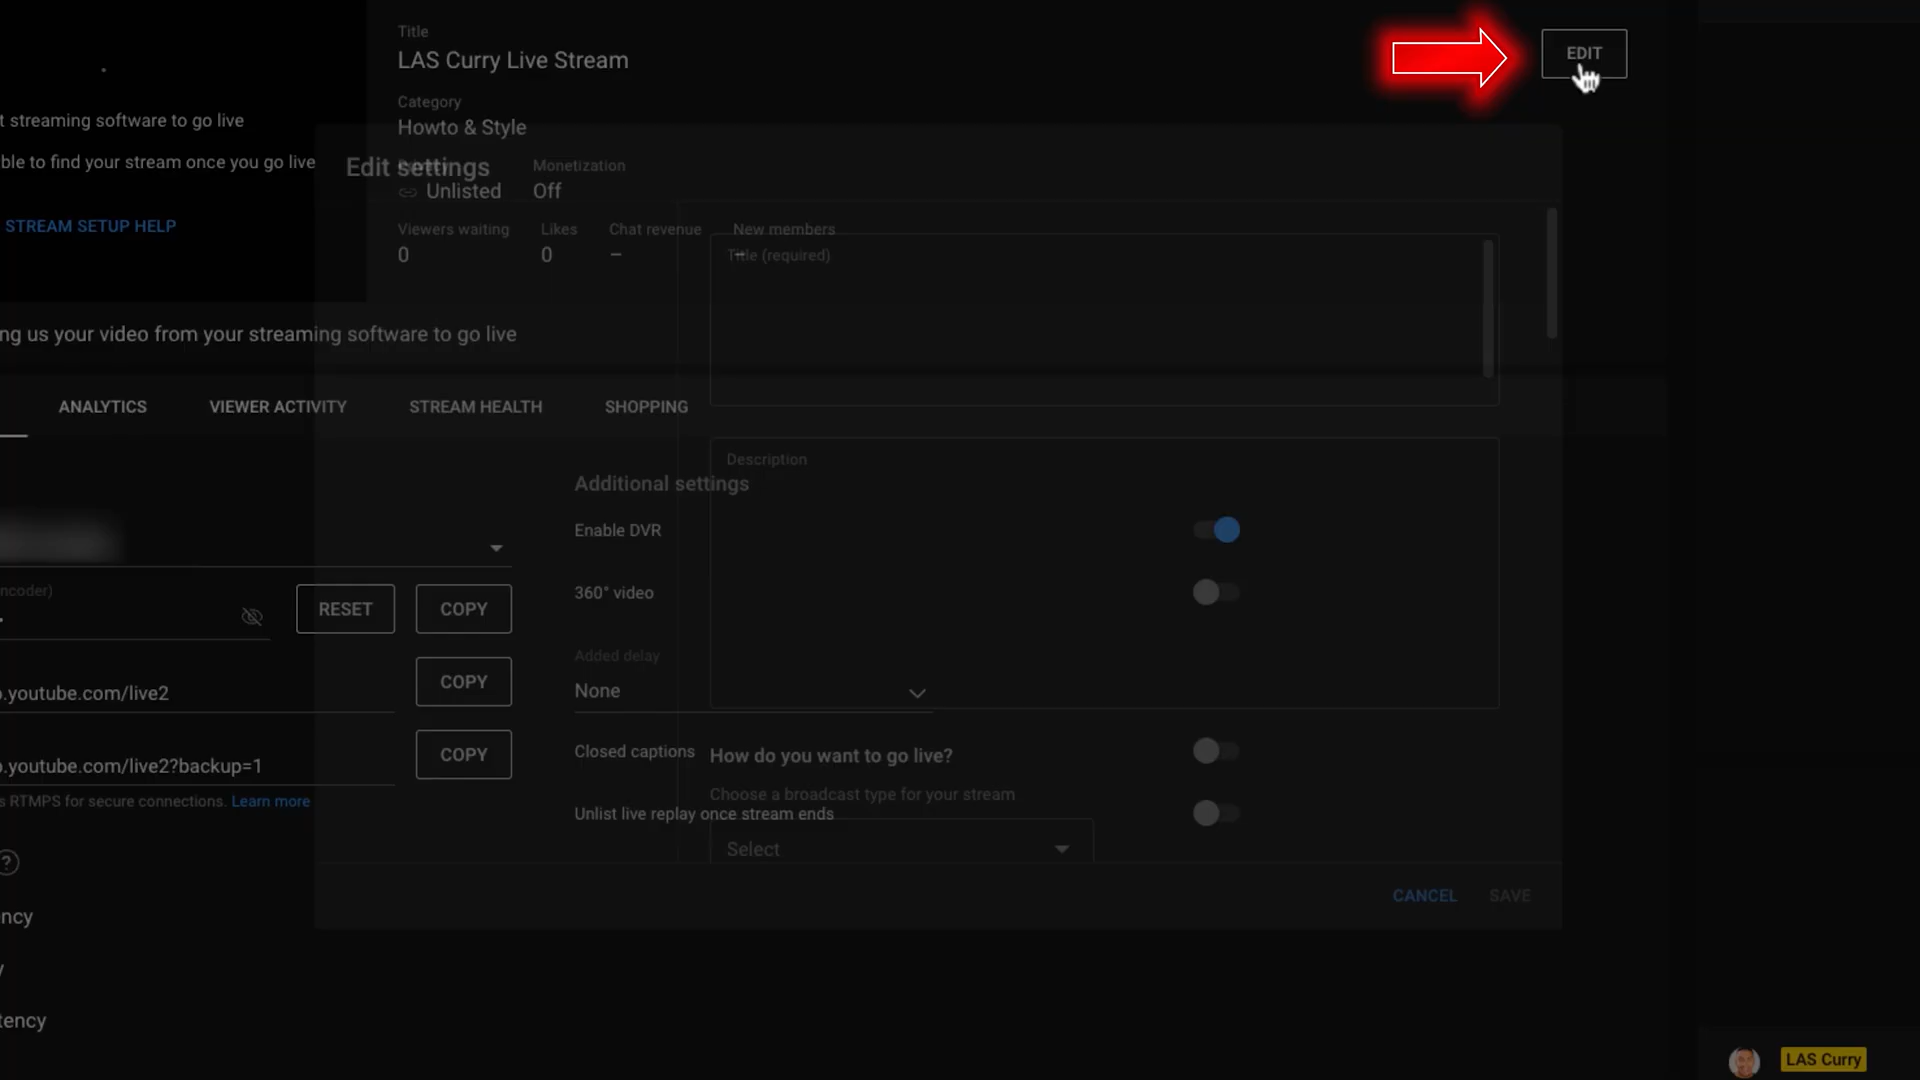 Title
LAS Curry Live Stream
EDIT
Category
Howto & Style
t streaming software to go live
ble to find your stream once you go live
Edit settings
Monetization
Unlisted
Off
STREAM SETUP HELP
Viewers waiting
Likes
Chat revenue
New members
0
0
–
–
Title (required)
ng us your video from your streaming software to go live
ANALYTICS
VIEWER ACTIVITY
STREAM HEALTH
SHOPPING
Description
Additional settings
Enable DVR
360° video
ncoder)
RESET
COPY
Added delay
None
o.youtube.com/live2
COPY
Closed captions
How do you want to go live?
o.youtube.com/live2?backup=1
COPY
Choose a broadcast type for your stream
s RTMPS for secure connections. Learn more
Unlist live replay once stream ends
Select
?
CANCEL
SAVE
ency
y
tency
LAS Curry